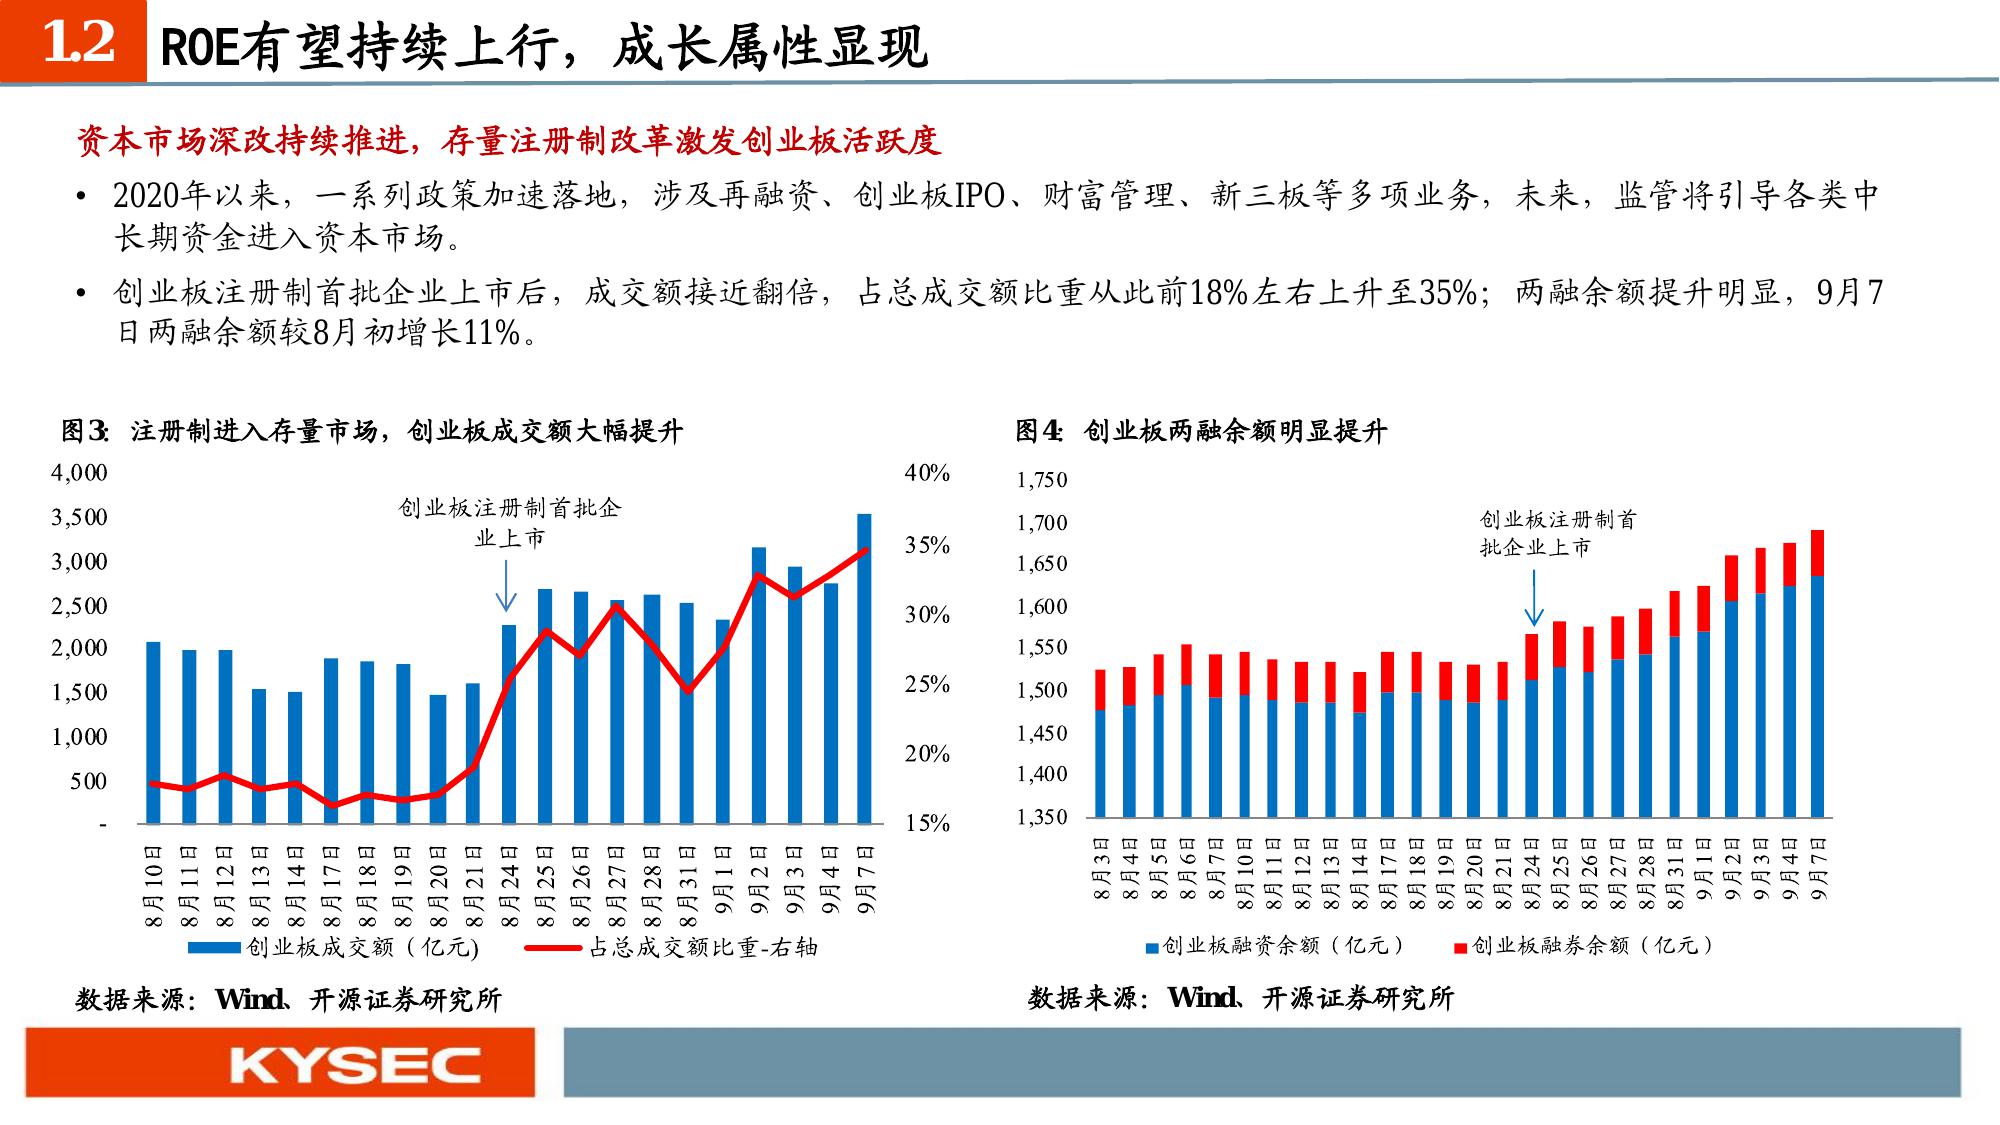 1.2 ROE有望持续上行，成长属性显现
资本市场深改持续推进，存量注册制改革激发创业板活跃度
• 2020年以来，一系列政策加速落地，涉及再融资、创业板IPO、财富管理、新三板等多项业务，未来，监管将引导各类中
长期资金进入资本市场。
• 创业板注册制首批企业上市后，成交额接近翻倍，占总成交额比重从此前18%左右上升至35%；两融余额提升明显，9月7
日两融余额较8月初增长11%。
图3：注册制进入存量市场，创业板成交额大幅提升
4,000
3,500
3,000
2,500
2,000
1,500
1,000
500
-
40%
35%
30%
25%
20%
15%
创业板注册制首批企
业上市
8月10日
8月11日
8月12日
8月13日
8月14日
8月17日
8月18日
8月19日
8月20日
8月21日
8月24日
8月25日
8月26日
8月27日
8月28日
8月31日
9月1日
9月2日
9月3日
9月4日
9月7日
创业板成交额（亿元) 占总成交额比重-右轴
数据来源：Wind、开源证券研究所
图4：创业板两融余额明显提升
1,750
1,700
1,650
1,600
1,550
1,500
1,450
1,400
1,350
创业板注册制首
批企业上市
8月3日
8月4日
8月5日
8月6日
8月7日
8月10日
8月11日
8月12日
8月13日
8月14日
8月17日
8月18日
8月19日
8月20日
8月21日
8月24日
8月25日
8月26日
8月27日
8月28日
8月31日
9月1日
9月2日
9月3日
9月4日
9月7日
创业板融资余额（亿元） 创业板融券余额（亿元）
数据来源：Wind、开源证券研究所
KYSEC